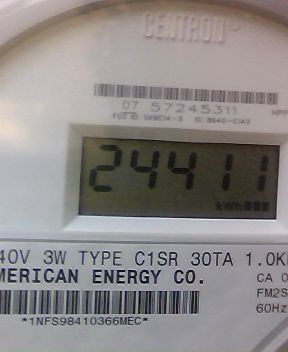 CENTRON®
07 57245311
24411
kWh
40V 3W TYPE C1SR 30TA 1.0K
MERICAN ENERGY CO.
CA 0
FM2S
60Hz
*1NFS98410366MEC*